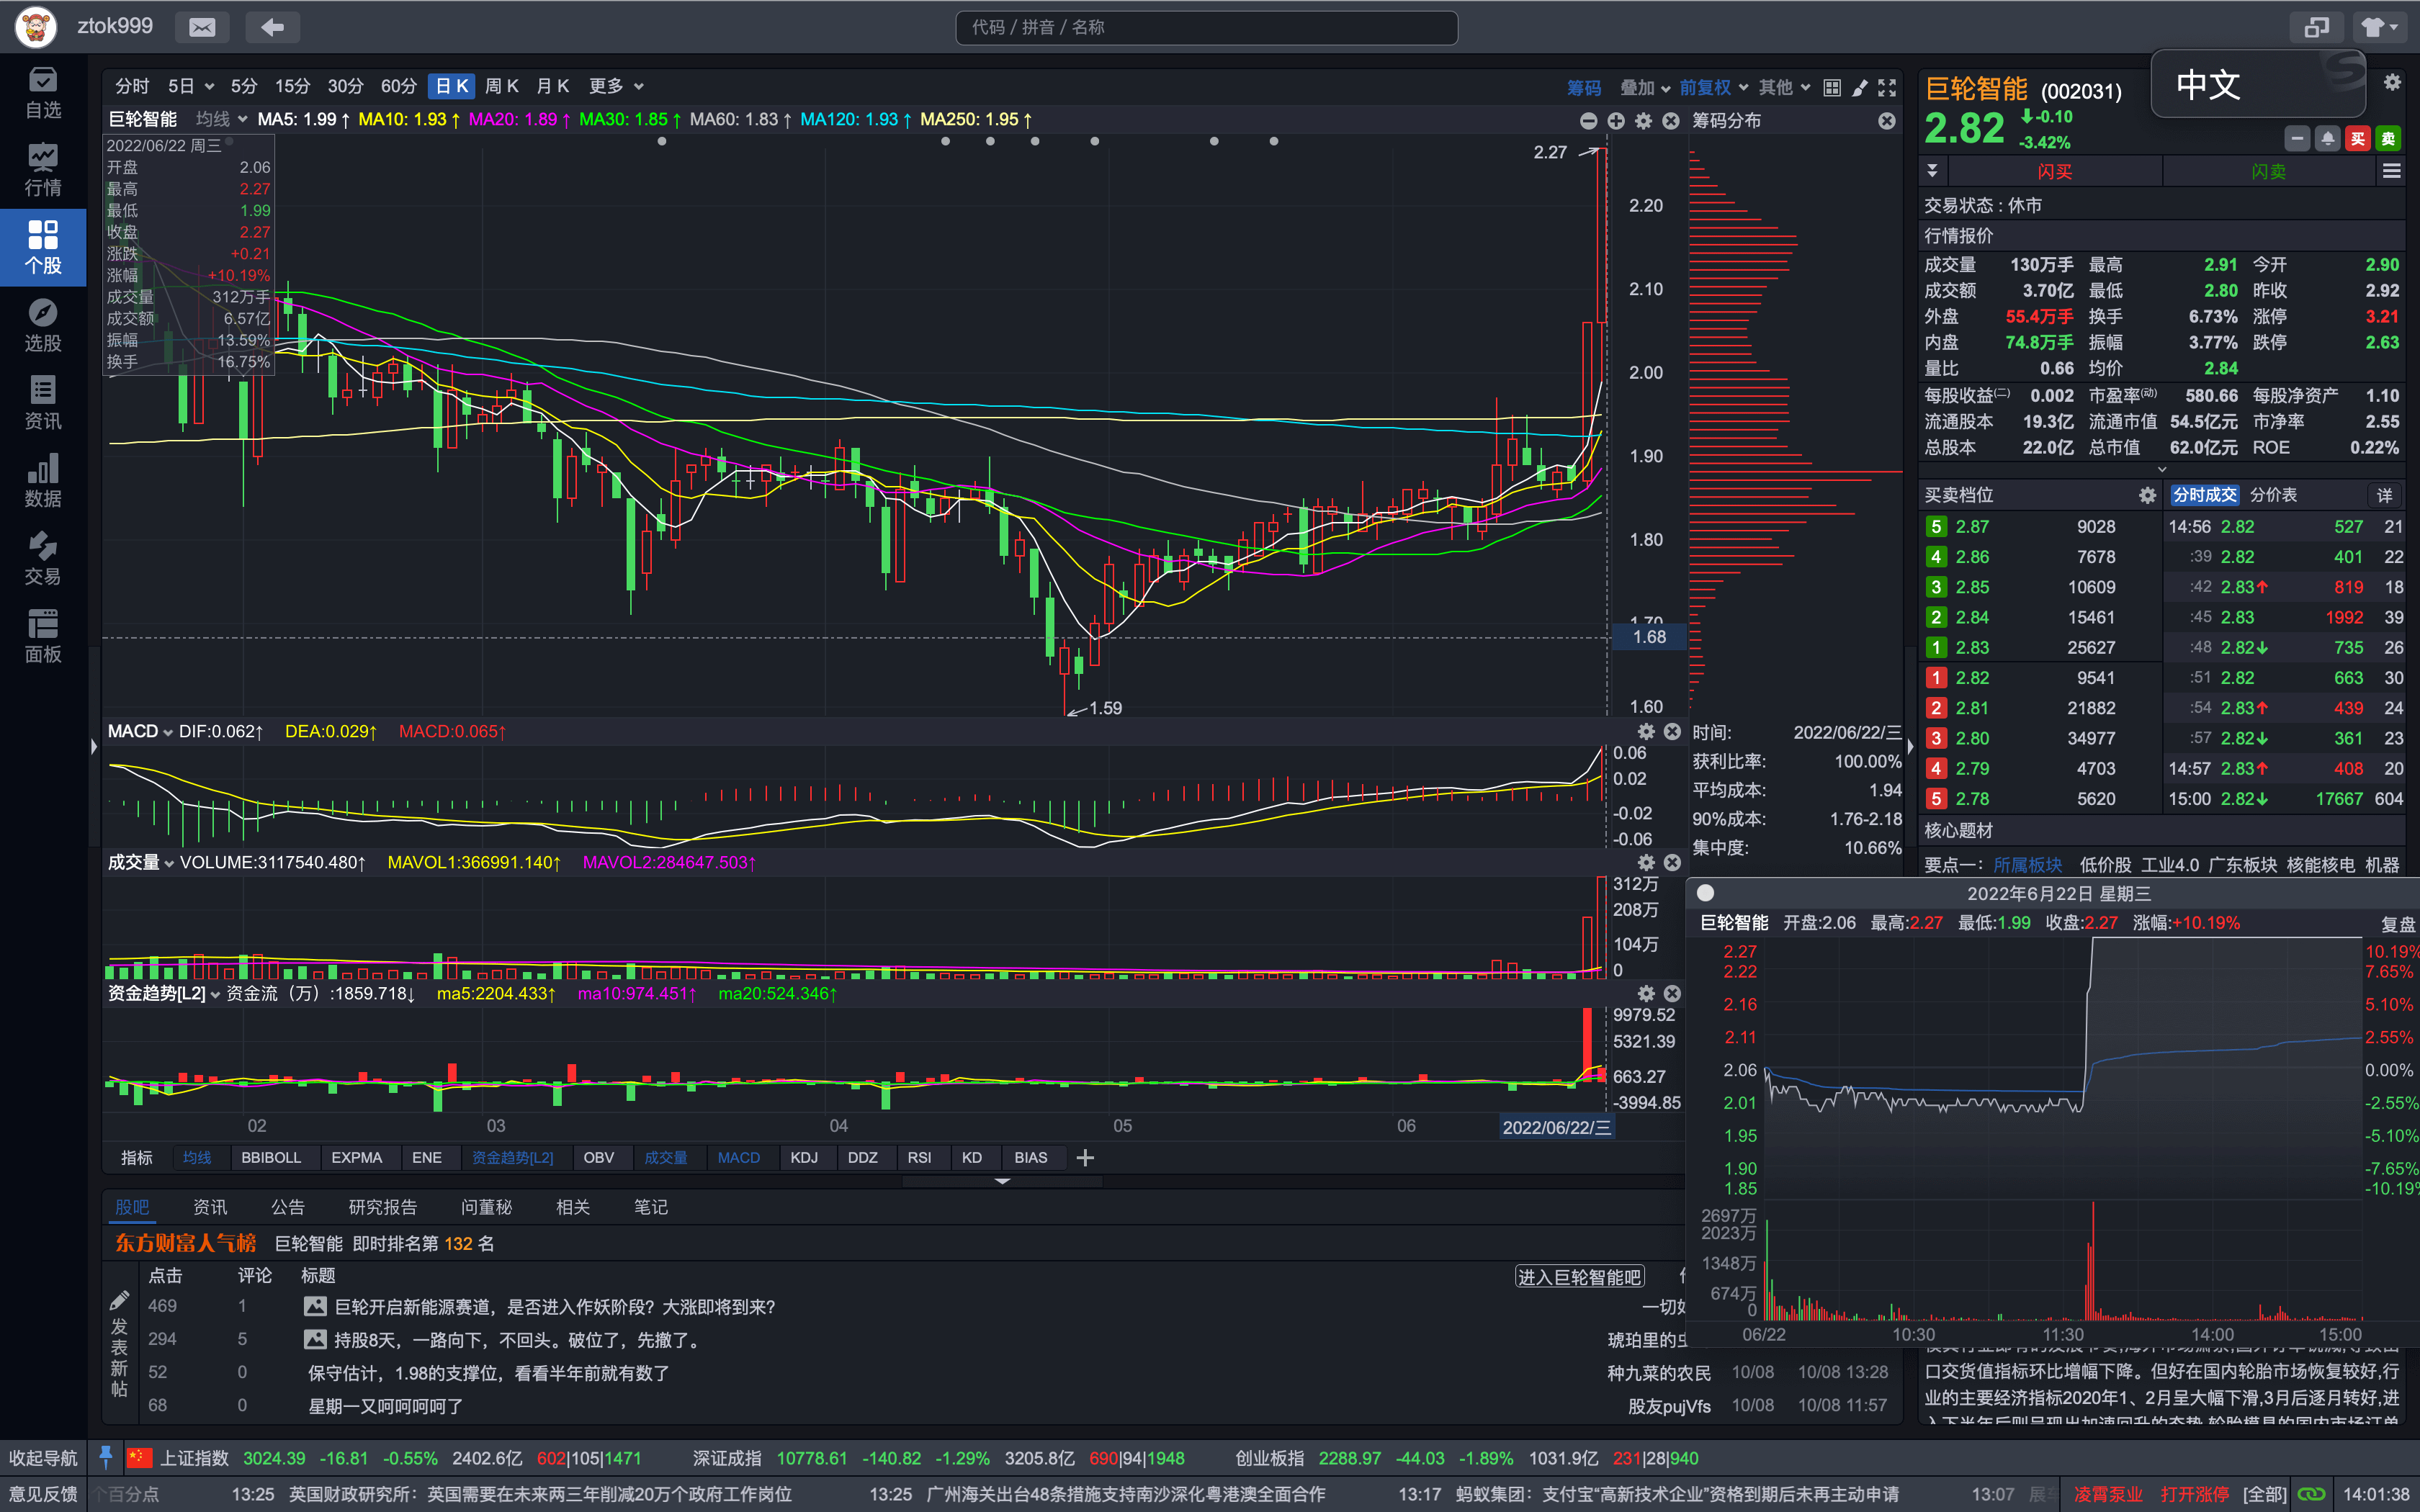 ztok999
代码 / 拼音 / 名称
中文
自选
行情
个股
选股
资讯
数据
交易
面板
分时 5日 5分 15分 30分 60分 日K 周K 月K 更多
筹码 叠加 前复权 其他
巨轮智能 均线 MA5: 1.99↑ MA10: 1.93↑ MA20: 1.89↑ MA30: 1.85↑ MA60: 1.83↑ MA120: 1.93↑ MA250: 1.95↑
筹码分布
2022/06/22 周三
开盘 2.06
最高 2.27
最低 1.99
收盘 2.27
涨跌 +0.21
涨幅 +10.19%
成交量 312万手
成交额 6.57亿
振幅 13.59%
换手 16.75%
2.27
2.20
2.10
2.00
1.90
1.80
1.70
1.68
1.60
1.59
时间: 2022/06/22/三
获利比率: 100.00%
平均成本: 1.94
90%成本: 1.76-2.18
集中度: 10.66%
MACD DIF:0.062↑ DEA:0.029↑ MACD:0.065↑
0.06
0.02
-0.02
-0.06
成交量 VOLUME:3117540.480↑ MAVOL1:366991.140↑ MAVOL2:284647.503↑
312万
208万
104万
0
资金趋势[L2] 资金流（万）:1859.718↓ ma5:2204.433↑ ma10:974.451↑ ma20:524.346↑
9979.52
5321.39
663.27
-3994.85
02 03 04 05 06 2022/06/22/三
指标 均线 BBIBOLL EXPMA ENE 资金趋势[L2] OBV 成交量 MACD KDJ DDZ RSI KD BIAS
股吧 资讯 公告 研究报告 问董秘 相关 笔记
东方财富人气榜 巨轮智能 即时排名第 132 名
点击 评论 标题 进入巨轮智能吧
发表新帖
469 1 巨轮开启新能源赛道，是否进入作妖阶段？大涨即将到来？
294 5 持股8天，一路向下，不回头。破位了，先撤了。
52 0 保守估计，1.98的支撑位，看看半年前就有数了 种九菜的农民 10/08 10/08 13:28
68 0 星期一又呵呵呵呵了 股友pujVfs 10/08 10/08 11:57
巨轮智能 (002031)
2.82 -0.10
-3.42%
买 卖
闪买 闪卖
交易状态 : 休市
行情报价
成交量 130万手 最高 2.91 今开 2.90
成交额 3.70亿 最低 2.80 昨收 2.92
外盘 55.4万手 换手 6.73% 涨停 3.21
内盘 74.8万手 振幅 3.77% 跌停 2.63
量比 0.66 均价 2.84
每股收益(二) 0.002 市盈率(动) 580.66 每股净资产 1.10
流通股本 19.3亿 流通市值 54.5亿元 市净率 2.55
总股本 22.0亿 总市值 62.0亿元 ROE 0.22%
买卖档位 分时成交 分价表 详
5 2.87 9028 14:56 2.82 527 21
4 2.86 7678 :39 2.82 401 22
3 2.85 10609 :42 2.83↑ 819 18
2 2.84 15461 :45 2.83 1992 39
1 2.83 25627 :48 2.82↓ 735 26
1 2.82 9541 :51 2.82 663 30
2 2.81 21882 :54 2.83↑ 439 24
3 2.80 34977 :57 2.82↓ 361 23
4 2.79 4703 14:57 2.83↑ 408 20
5 2.78 5620 15:00 2.82↓ 17667 604
核心题材
要点一： 所属板块 低价股 工业4.0 广东板块 核能核电 机器
2022年6月22日 星期三
巨轮智能 开盘:2.06 最高:2.27 最低:1.99 收盘:2.27 涨幅:+10.19% 复盘
2.27 10.19%
2.22 7.65%
2.16 5.10%
2.11 2.55%
2.06 0.00%
2.01 -2.55%
1.95 -5.10%
1.90 -7.65%
1.85 -10.19%
2697万
2023万
1348万
674万
0
06/22 10:30 11:30 14:00 15:00
口交货值指标环比增幅下降。但好在国内轮胎市场恢复较好,行
业的主要经济指标2020年1、2月呈大幅下滑,3月后逐月转好,进
收起导航 上证指数 3024.39 -16.81 -0.55% 2402.6亿 602|105|1471 深证成指 10778.61 -140.82 -1.29% 3205.8亿 690|94|1948 创业板指 2288.97 -44.03 -1.89% 1031.9亿 231|28|940
意见反馈 个百分点 13:25 英国财政研究所：英国需要在未来两三年削减20万个政府工作岗位 13:25 广州海关出台48条措施支持南沙深化粤港澳全面合作 13:17 蚂蚁集团：支付宝“高新技术企业”资格到期后未再主动申请 13:07 凌霄泵业 打开涨停 [全部] 14:01:38